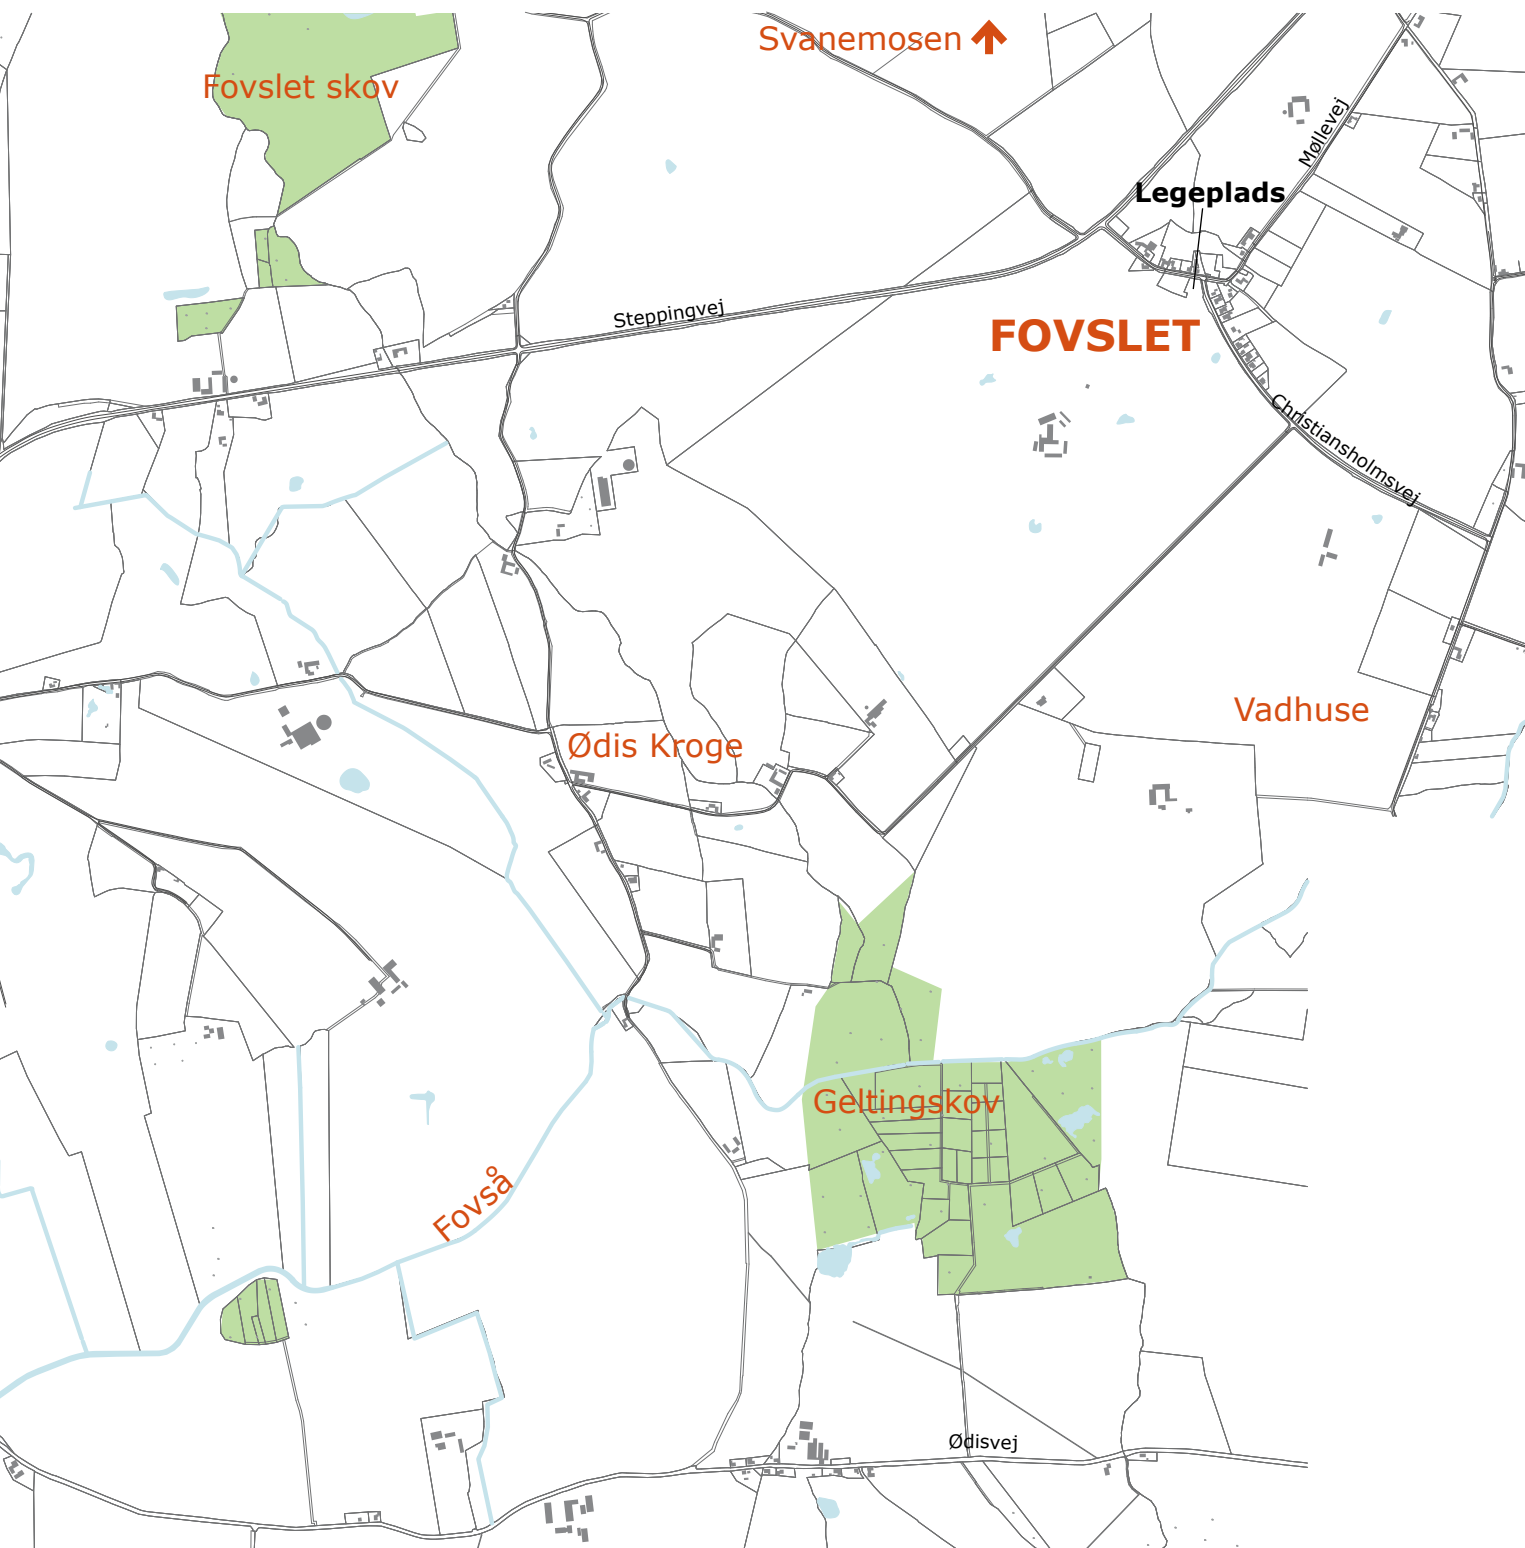 Svanemosen
Fovslet skov
Møllevej
Legeplads
Steppingvej
FOVSLET
Christiansholmsvej
Vadhuse
Ødis Kroge
Geltingskov
Fovså
Ødisvej